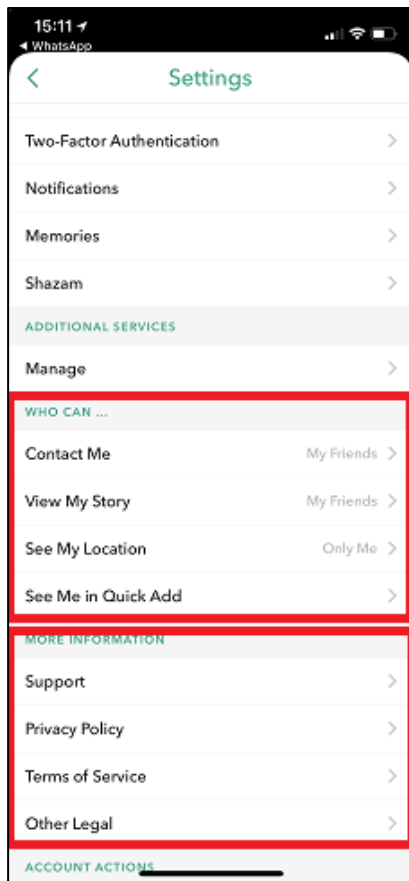 15:11
WhatsApp
Settings
Two-Factor Authentication
Notifications
Memories
Shazam
ADDITIONAL SERVICES
Manage
WHO CAN ...
Contact Me My Friends
View My Story My Friends
See My Location Only Me
See Me in Quick Add
MORE INFORMATION
Support
Privacy Policy
Terms of Service
Other Legal
ACCOUNT ACTIONS